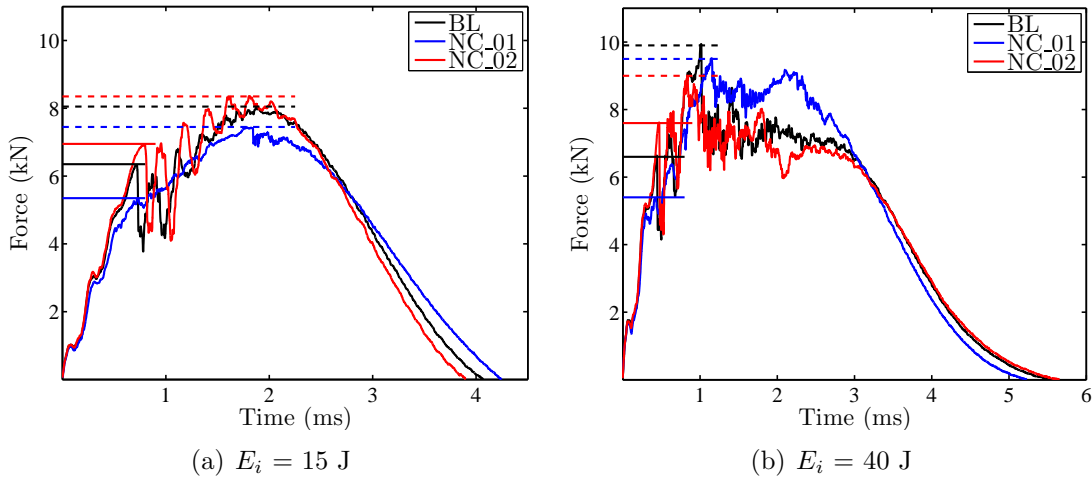 10
8
6
4
2
Force (kN)
BL
NC_01
NC_02
1 2 3 4
Time (ms)
(a) E_i = 15 J
10
8
6
4
2
Force (kN)
BL
NC_01
NC_02
1 2 3 4 5 6
Time (ms)
(b) E_i = 40 J